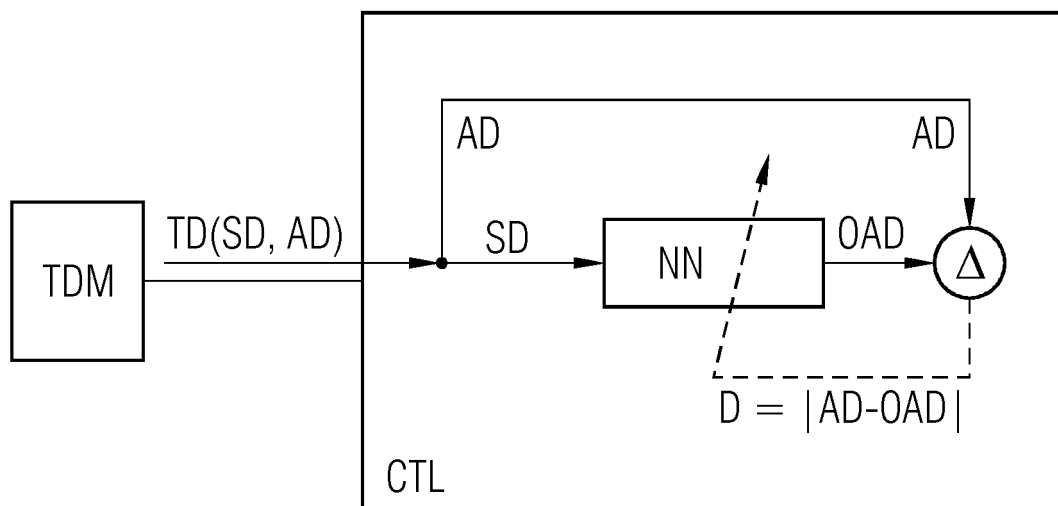 AD
AD
TD(SD, AD)
SD
OAD
TDM
NN
Δ
D = |AD-OAD|
CTL